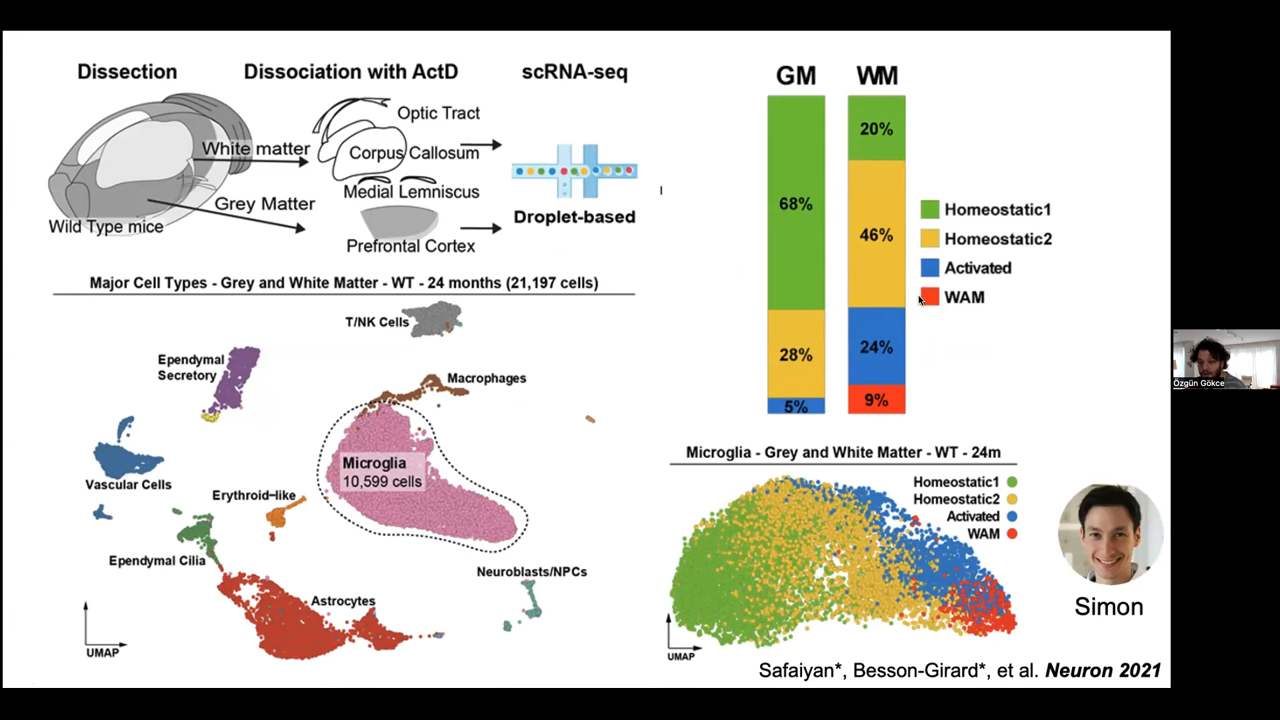 Dissection
Dissociation with ActD
scRNA-seq
Optic Tract
White matter
Corpus Callosum
Medial Lemniscus
Grey Matter
Wild Type mice
Prefrontal Cortex
Droplet-based
Major Cell Types - Grey and White Matter - WT - 24 months (21,197 cells)
T/NK Cells
Ependymal
Secretory
Macrophages
Microglia
10,599 cells
Vascular Cells
Erythroid-like
Ependymal Cilia
Neuroblasts/NPCs
Astrocytes
UMAP
GM
WM
68%
28%
5%
20%
46%
24%
9%
Homeostatic1
Homeostatic2
Activated
WAM
Microglia - Grey and White Matter - WT - 24m
Homeostatic1
Homeostatic2
Activated
WAM
UMAP
Simon
Safaiyan*, Besson-Girard*, et al. Neuron 2021
Özgün Gökce